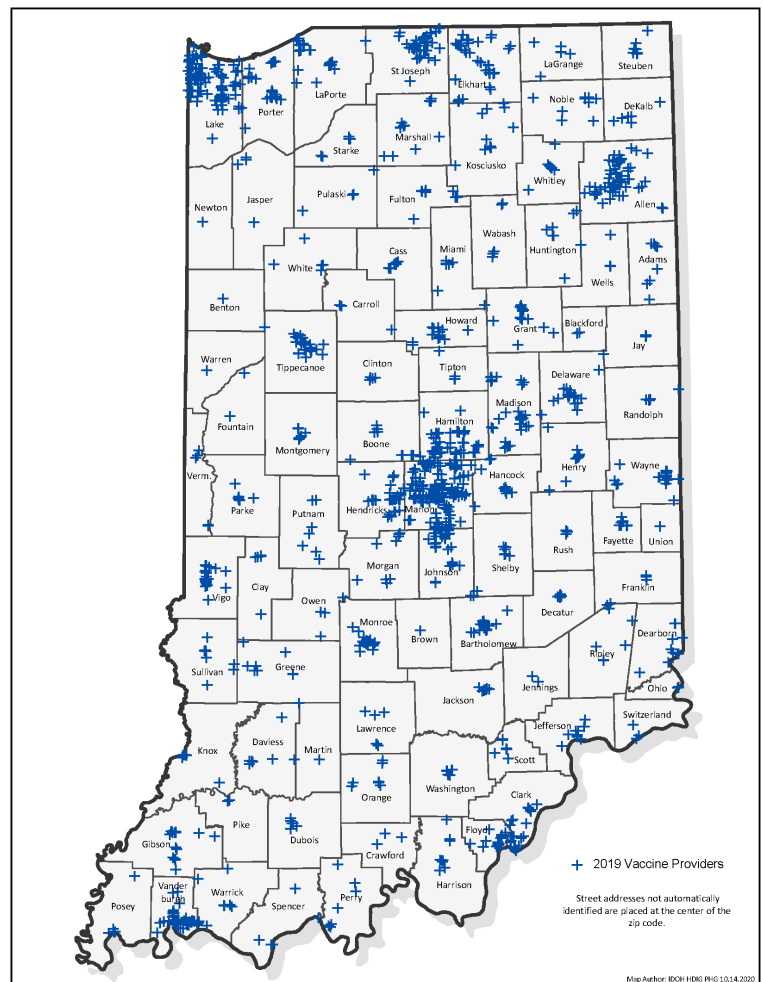 St Joseph
LaGrange
Steuben
Elkhart
LaPorte
Porter
Noble
DeKalb
Lake
Marshall
Starke
Kosciusko
Whitley
Allen
Newton
Jasper
Pulaski
Fulton
Wabash
Huntington
Cass
Miami
White
Wells
Adams
Benton
Carroll
Howard
Grant
Blackford
Jay
Warren
Tippecanoe
Clinton
Tipton
Delaware
Madison
Randolph
Fountain
Hamilton
Boone
Montgomery
Verm.
Henry
Wayne
Hancock
Parke
Putnam
Hendricks
Marion
Fayette
Union
Rush
Shelby
Morgan
Johnson
Vigo
Clay
Owen
Franklin
Decatur
Monroe
Brown
Bartholomew
Dearborn
Ripley
Sullivan
Greene
Jennings
Ohio
Jackson
Switzerland
Lawrence
Jefferson
Knox
Daviess
Martin
Scott
Washington
Orange
Clark
Pike
Dubois
Floyd
Gibson
Crawford
Harrison
Vander
burgh
Warrick
Perry
Posey
Spencer
2019 Vaccine Providers
Street addresses not automatically
identified are placed at the center of the
zip code.
Map Author: IDOH HDIG PHG 10.14.2020